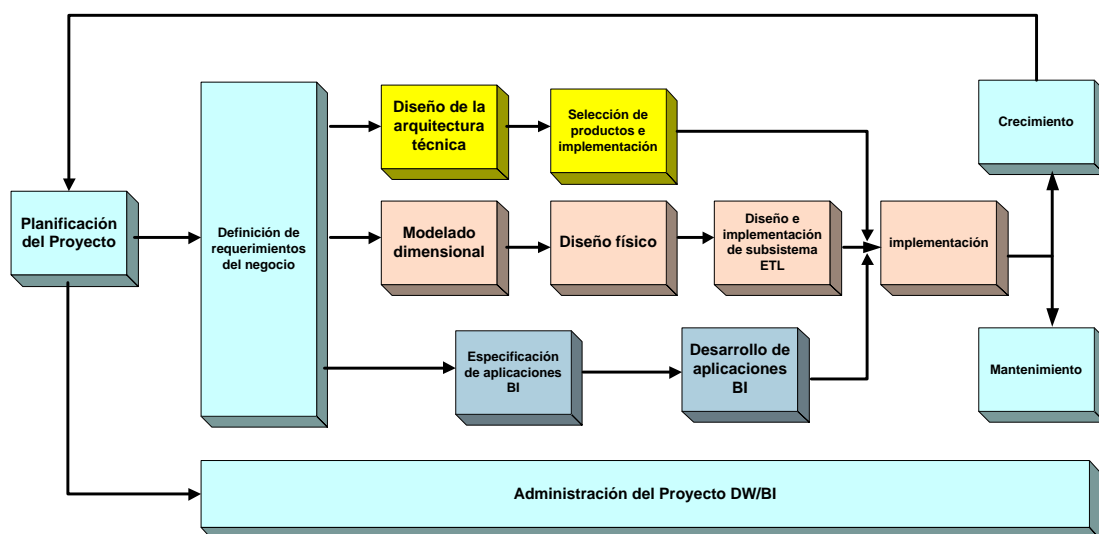 Planificación
del Proyecto
Definición de
requerimientos
del negocio
Diseño de la
arquitectura
técnica
Selección de
productos e
implementación
Modelado
dimensional
Diseño físico
Diseño e
implementación
de subsistema
ETL
Especificación
de aplicaciones
BI
Desarrollo de
aplicaciones
BI
implementación
Crecimiento
Mantenimiento
Administración del Proyecto DW/BI